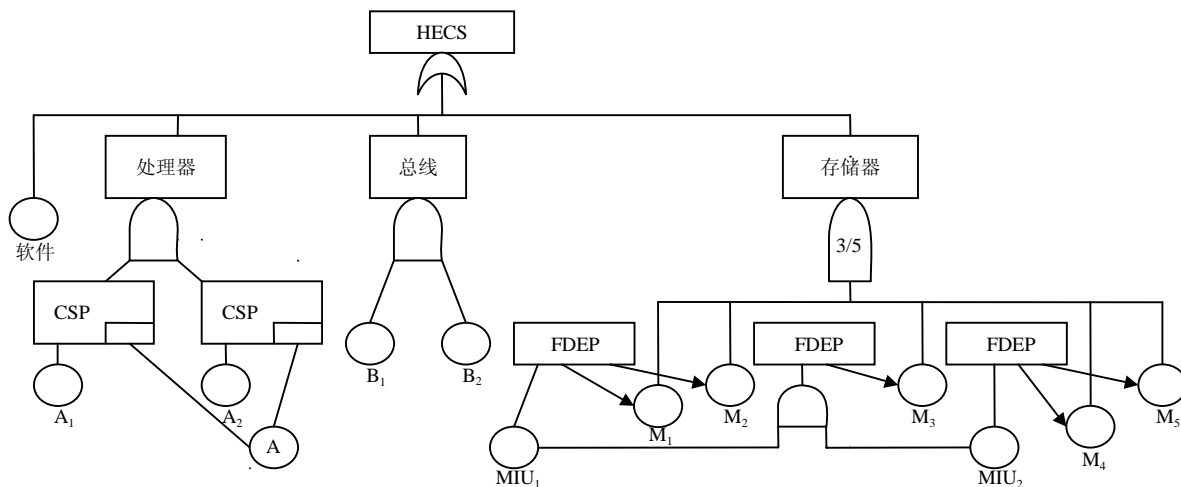 HECS
处理器
总线
存储器
软件
3/5
CSP
CSP
FDEP
FDEP
FDEP
A₁
A₂
A
B₁
B₂
M₁
M₂
M₃
M₄
M₅
MIU₁
MIU₂